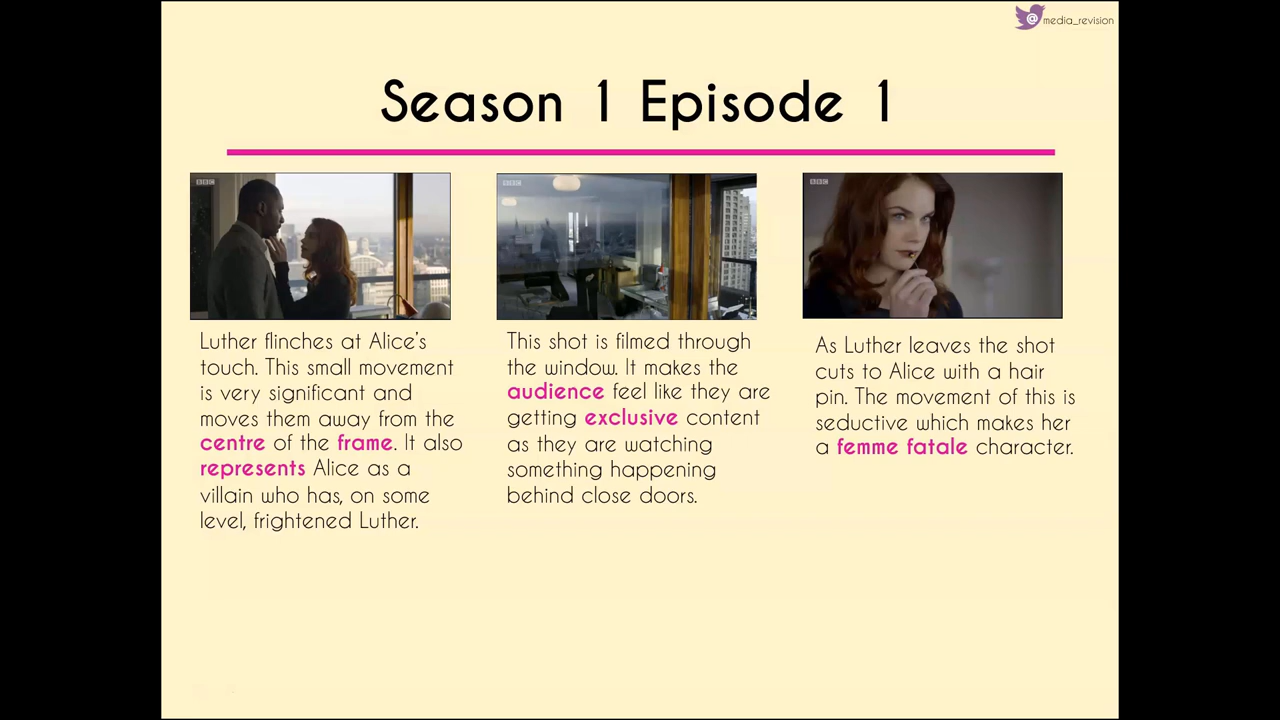 @media_revision
Season 1 Episode 1
BBC
BBC
BBC
Luther flinches at Alice's
touch. This small movement
is very significant and
moves them away from the
centre of the frame. It also
represents Alice as a
villain who has, on some
level, frightened Luther.
This shot is filmed through
the window. It makes the
audience feel like they are
getting exclusive content
as they are watching
something happening
behind close doors.
As Luther leaves the shot
cuts to Alice with a hair
pin. The movement of this is
seductive which makes her
a femme fatale character.